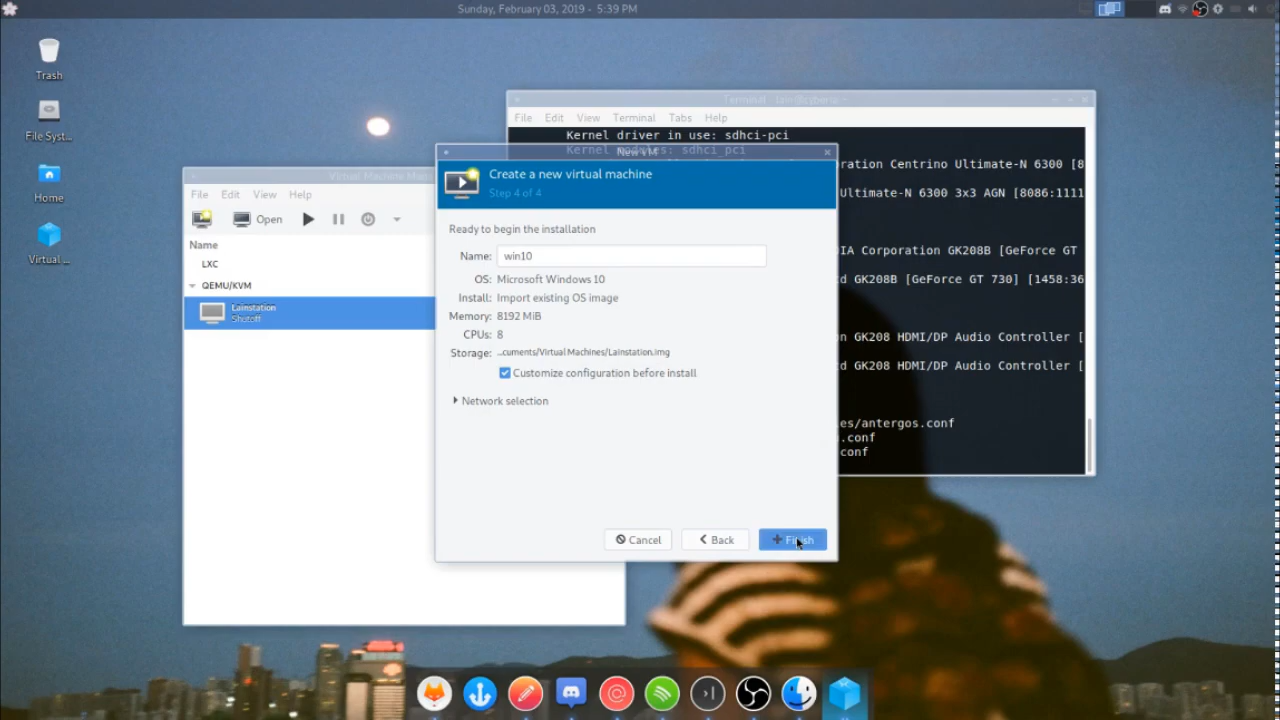 Sunday, February 03, 2019 - 5:39 PM
Trash
File Syst...
Home
Virtual ...
File Edit View Help
Open
Name
LXC
QEMU/KVM
Lainstation
Shutoff
File Edit View Terminal Tabs Help
Kernel driver in use: sdhci-pci
Kernel modules: sdhci_pci
ration Centrino Ultimate-N 6300 [8
Ultimate-N 6300 3x3 AGN [8086:1111
IA Corporation GK208B [GeForce GT
d GK208B [GeForce GT 730] [1458:36
n GK208 HDMI/DP Audio Controller [
d GK208 HDMI/DP Audio Controller [
es/antergos.conf
.conf
conf
New VM
Create a new virtual machine
Step 4 of 4
Ready to begin the installation
Name: win10
OS: Microsoft Windows 10
Install: Import existing OS image
Memory: 8192 MiB
CPUs: 8
Storage: ...cuments/Virtual Machines/Lainstation.img
Customize configuration before install
Network selection
Cancel Back Finish